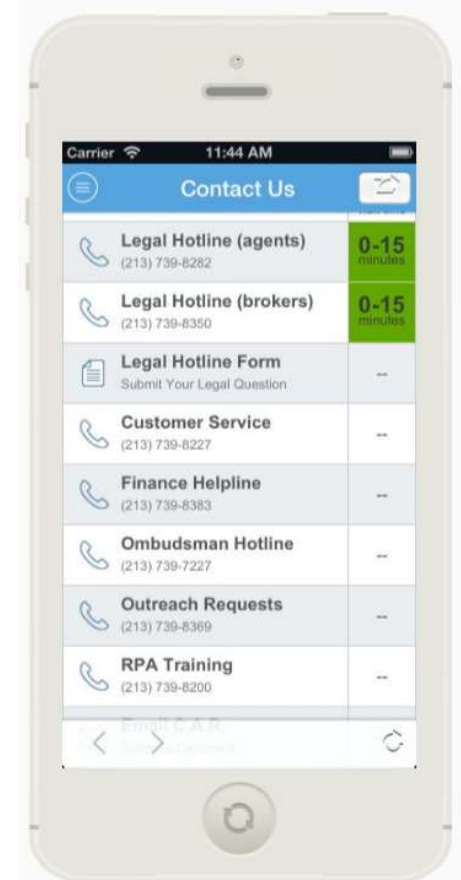 Carrier 11:44 AM
Contact Us
Legal Hotline (agents)
(213) 739-8282
0-15
minutes
Legal Hotline (brokers)
(213) 739-8350
0-15
minutes
Legal Hotline Form
Submit Your Legal Question
--
Customer Service
(213) 739-8227
--
Finance Helpline
(213) 739-8383
--
Ombudsman Hotline
(213) 739-7227
--
Outreach Requests
(213) 739-8369
--
RPA Training
(213) 739-8200
--
Email C.A.R.